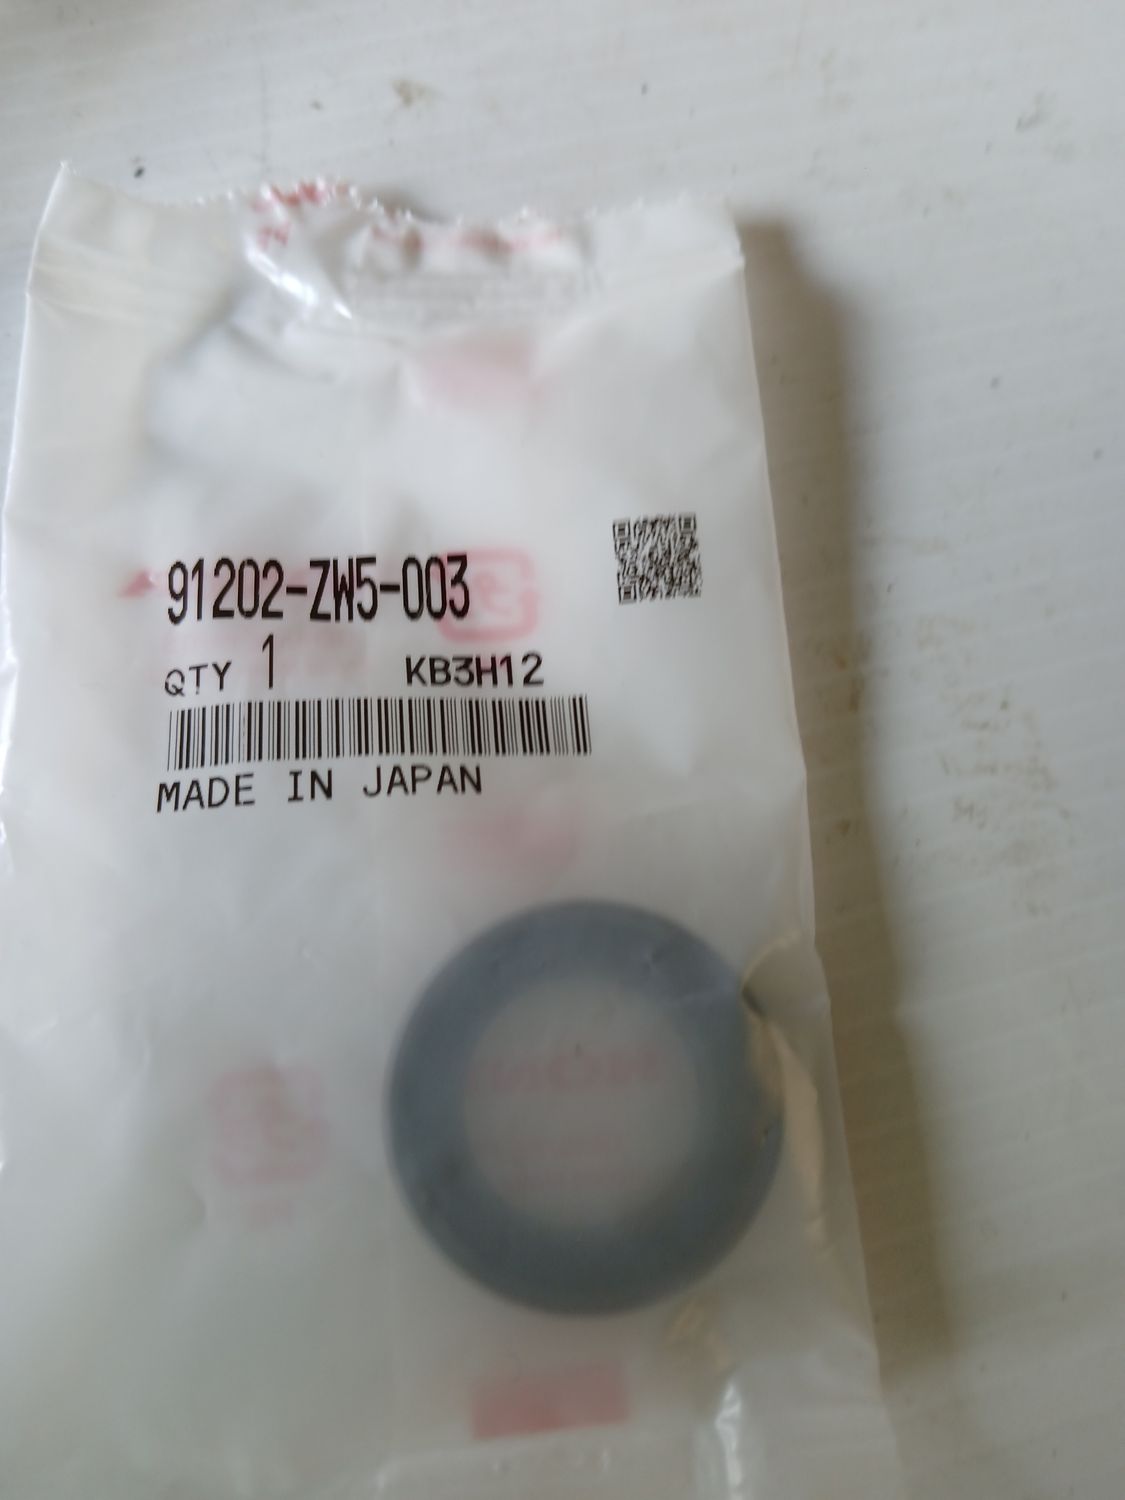 91202-ZW5-003
QTY 1 KB3H12
MADE IN JAPAN